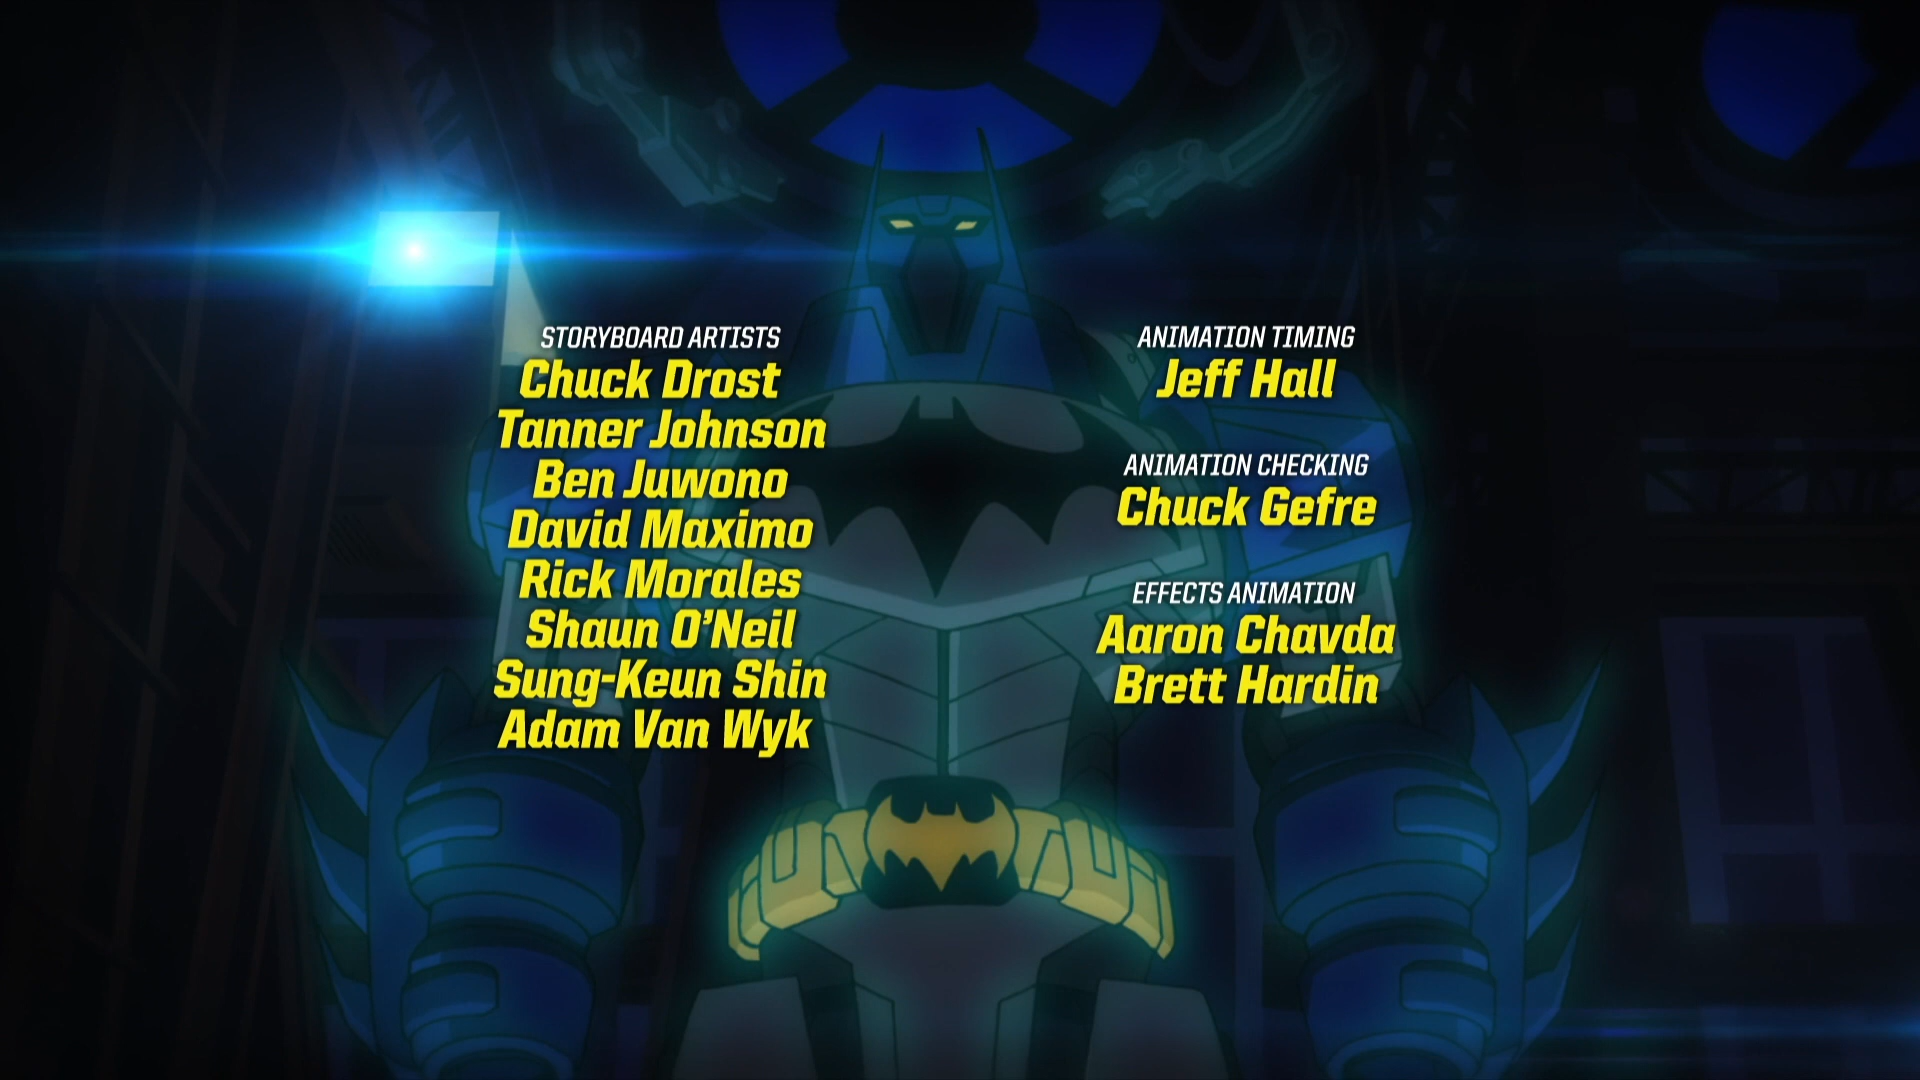 STORYBOARD ARTISTS
Chuck Drost
Tanner Johnson
Ben Juwono
David Maximo
Rick Morales
Shaun O'Neil
Sung-Keun Shin
Adam Van Wyk
ANIMATION TIMING
Jeff Hall
ANIMATION CHECKING
Chuck Gefre
EFFECTS ANIMATION
Aaron Chavda
Brett Hardin